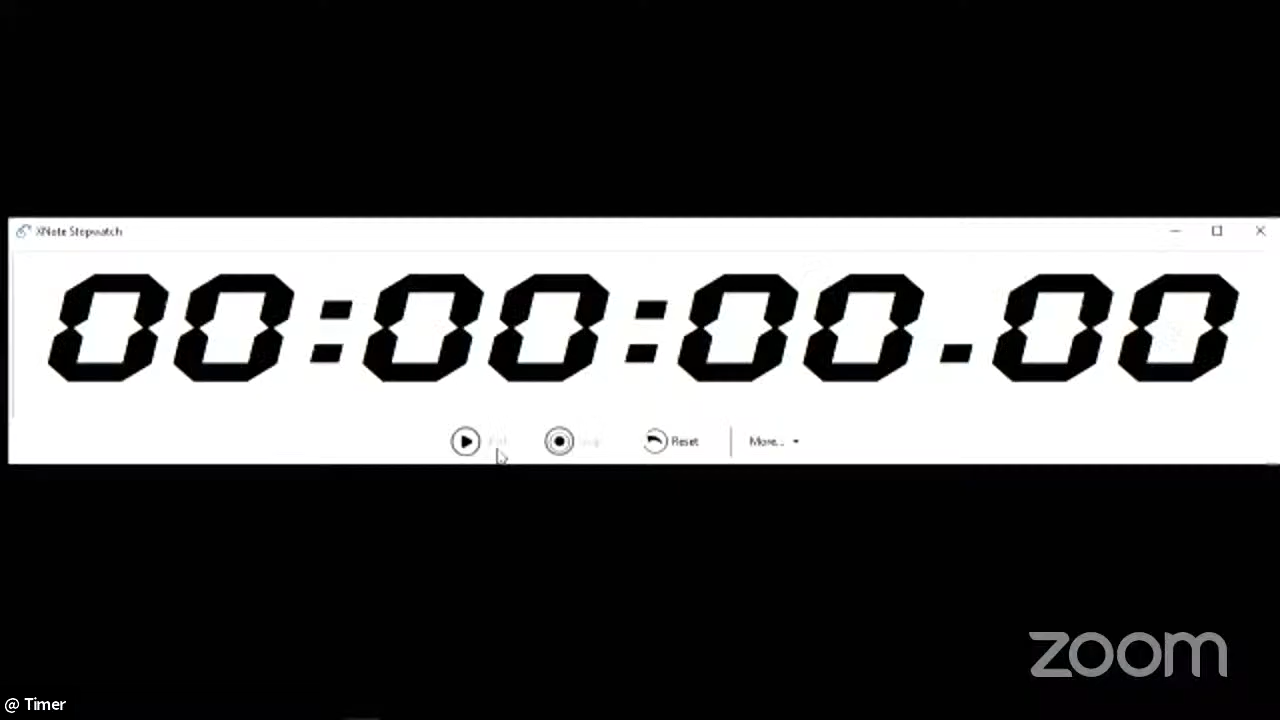 XNote Stopwatch
00:00:00.00
Reset More...
zoom
@ Timer